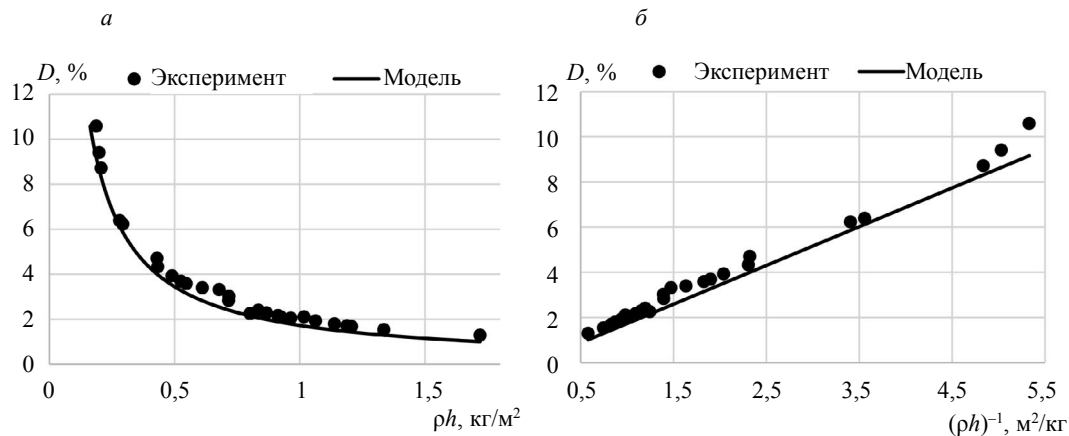 а
D, %
Эксперимент
Модель
12
10
8
6
4
2
0
0
0,5
1
1,5
ρh, кг/м²
б
D, %
Эксперимент
Модель
12
10
8
6
4
2
0
0,5
1,5
2,5
3,5
4,5
5,5
(ρh)⁻¹, м²/кг